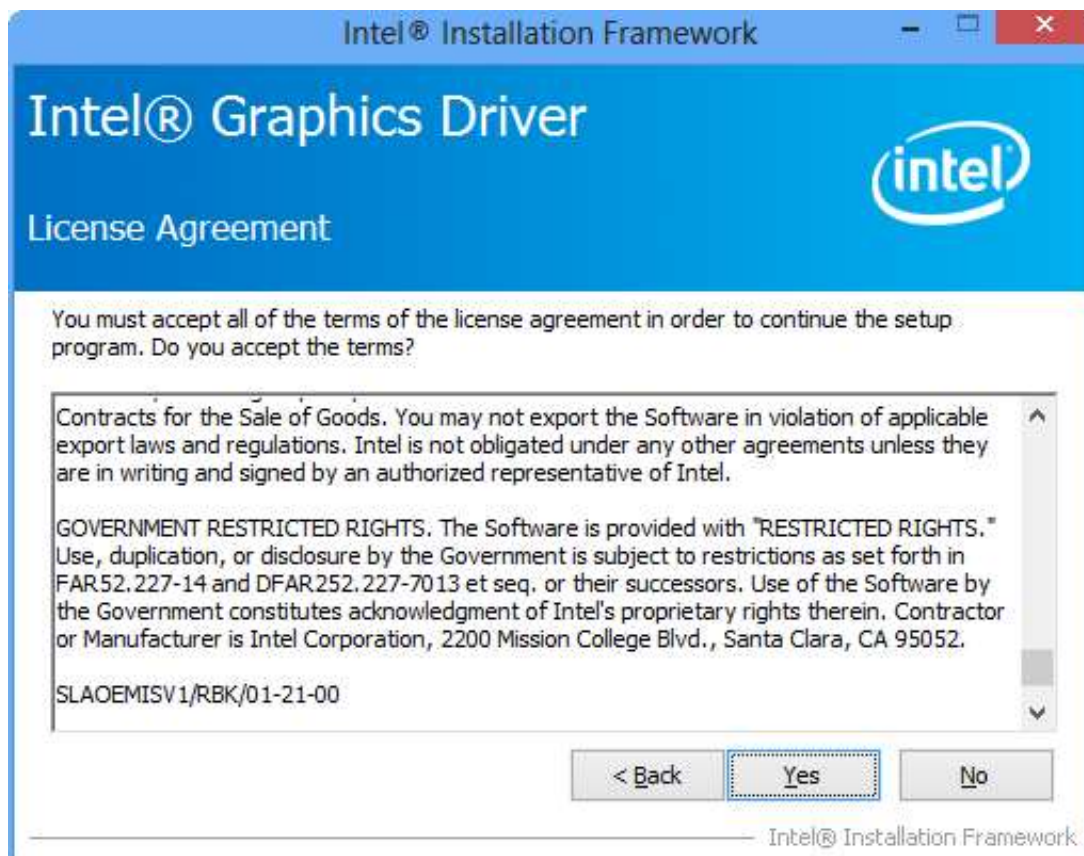 Intel® Installation Framework
Intel® Graphics Driver
intel
License Agreement
You must accept all of the terms of the license agreement in order to continue the setup
program. Do you accept the terms?
Contracts for the Sale of Goods. You may not export the Software in violation of applicable
export laws and regulations. Intel is not obligated under any other agreements unless they
are in writing and signed by an authorized representative of Intel.
GOVERNMENT RESTRICTED RIGHTS. The Software is provided with "RESTRICTED RIGHTS."
Use, duplication, or disclosure by the Government is subject to restrictions as set forth in
FAR52.227-14 and DFAR252.227-7013 et seq. or their successors. Use of the Software by
the Government constitutes acknowledgment of Intel's proprietary rights therein. Contractor
or Manufacturer is Intel Corporation, 2200 Mission College Blvd., Santa Clara, CA 95052.
SLAOEMISV1/RBK/01-21-00
< Back
Yes
No
Intel® Installation Framework